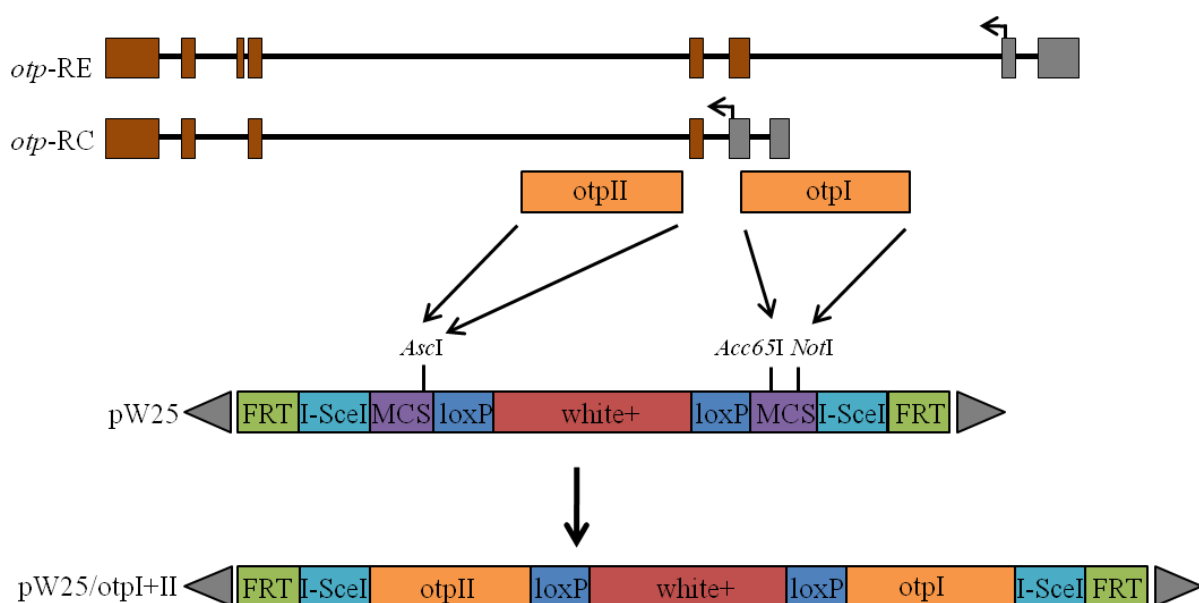 otp-RE
otp-RC
otpII otpI
AscI Acc65I NotI
pW25 FRT I-SceI MCS loxP white+ loxP MCS I-SceI FRT
pW25/otpI+II FRT I-SceI otpII loxP white+ loxP otpI I-SceI FRT